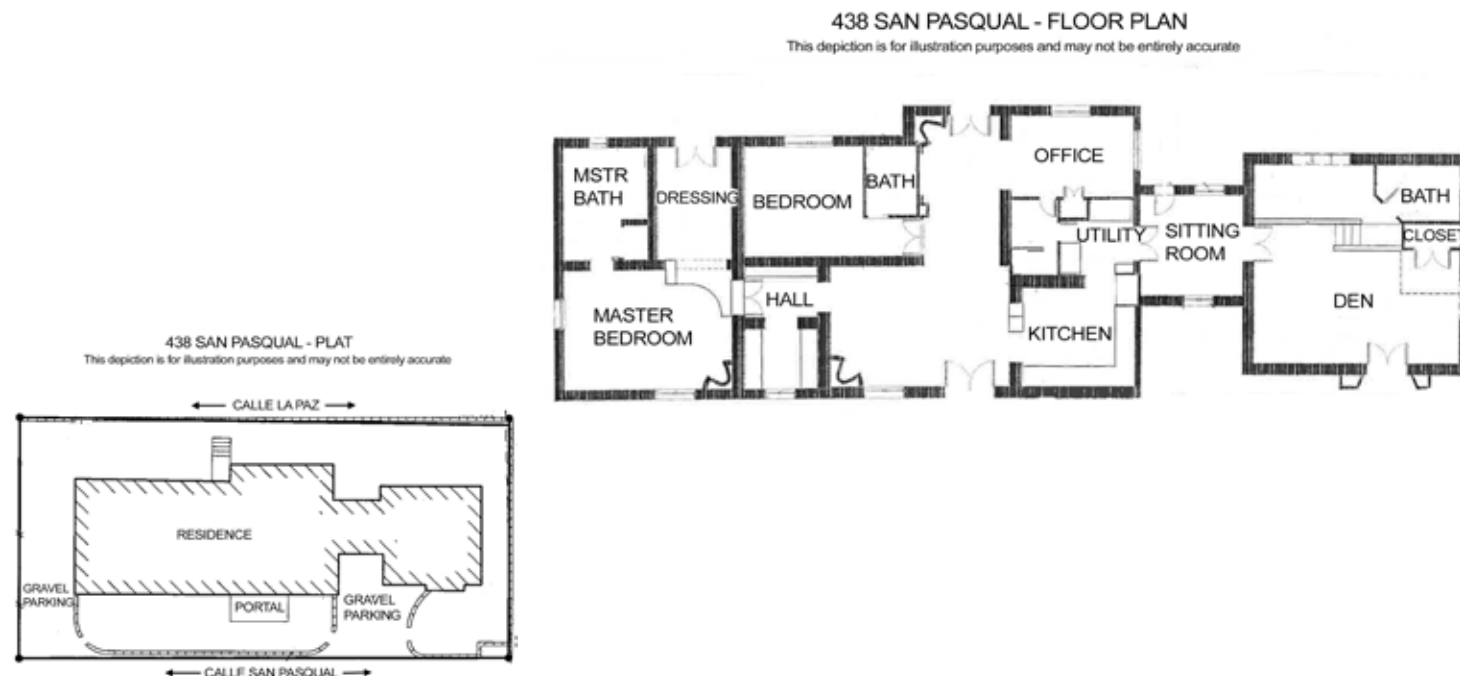 438 SAN PASQUAL - FLOOR PLAN
This depiction is for illustration purposes and may not be entirely accurate
MSTR
BATH
DRESSING
BEDROOM
BATH
OFFICE
UTILITY
SITTING
ROOM
BATH
CLOSET
DEN
HALL
MASTER
BEDROOM
KITCHEN
438 SAN PASQUAL - PLAT
This depiction is for illustration purposes and may not be entirely accurate
CALLE LA PAZ
RESIDENCE
GRAVEL
PARKING
PORTAL
GRAVEL
PARKING
CALLE SAN PASQUAL